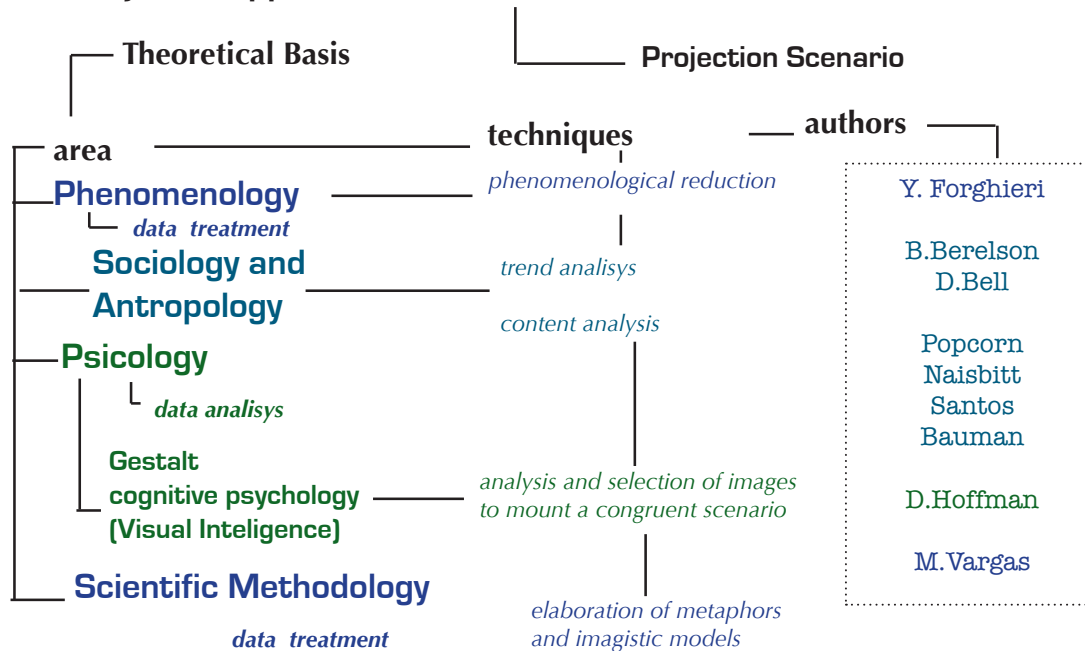 Theoretical Basis
Projection Scenario
area
techniques
authors
Phenomenology
phenomenological reduction
Y. Forghieri
data treatment
Sociology and
Antropology
trend analisys
content analysis
B.Berelson
D.Bell
Psicology
data analisys
Popcorn
Naisbitt
Santos
Bauman
Gestalt
cognitive psychology
(Visual Inteligence)
analysis and selection of images
to mount a congruent scenario
D.Hoffman
M.Vargas
Scientific Methodology
data treatment
elaboration of metaphors
and imagistic models